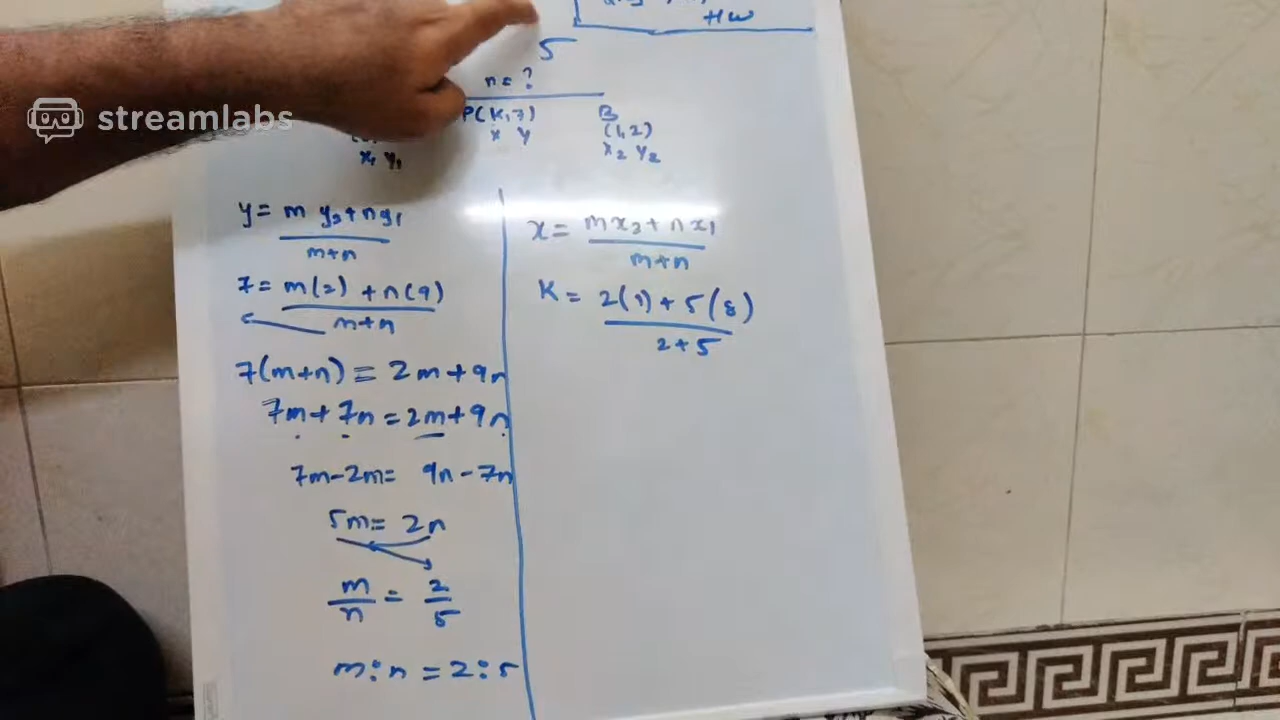 HW
5
n = ?
streamlabs
P(K,7) B
x y (1,2)
x₁ y₁ x₂ y₂
y = m y₂ + n y₁ / m+n
x = m x₂ + n x₁ / m+n
7 = m(2) + n(9) / m+n
K = 2(1) + 5(8) / 2+5
7(m+n) = 2m + 9n
7m + 7n = 2m + 9n
7m - 2m = 9n - 7n
5m = 2n
m/n = 2/5
m : n = 2 : 5